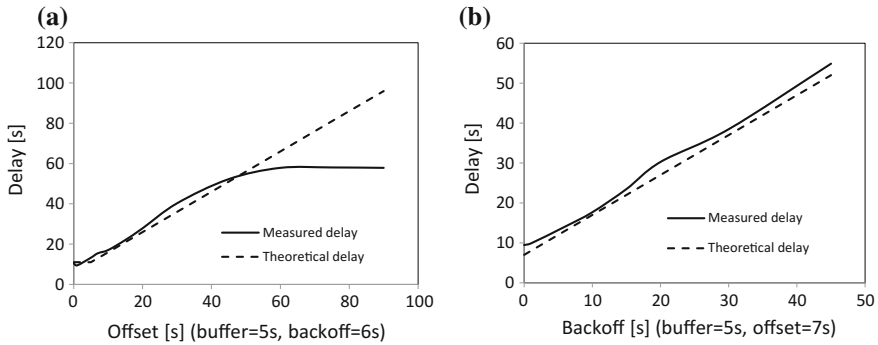 (a)
120
100
80
60
40
20
0
Delay [s]
Measured delay
Theoretical delay
0 20 40 60 80 100
Offset [s] (buffer=5s, backoff=6s)
(b)
60
50
40
30
20
10
0
Delay [s]
Measured delay
Theoretical delay
0 10 20 30 40 50
Backoff [s] (buffer=5s, offset=7s)